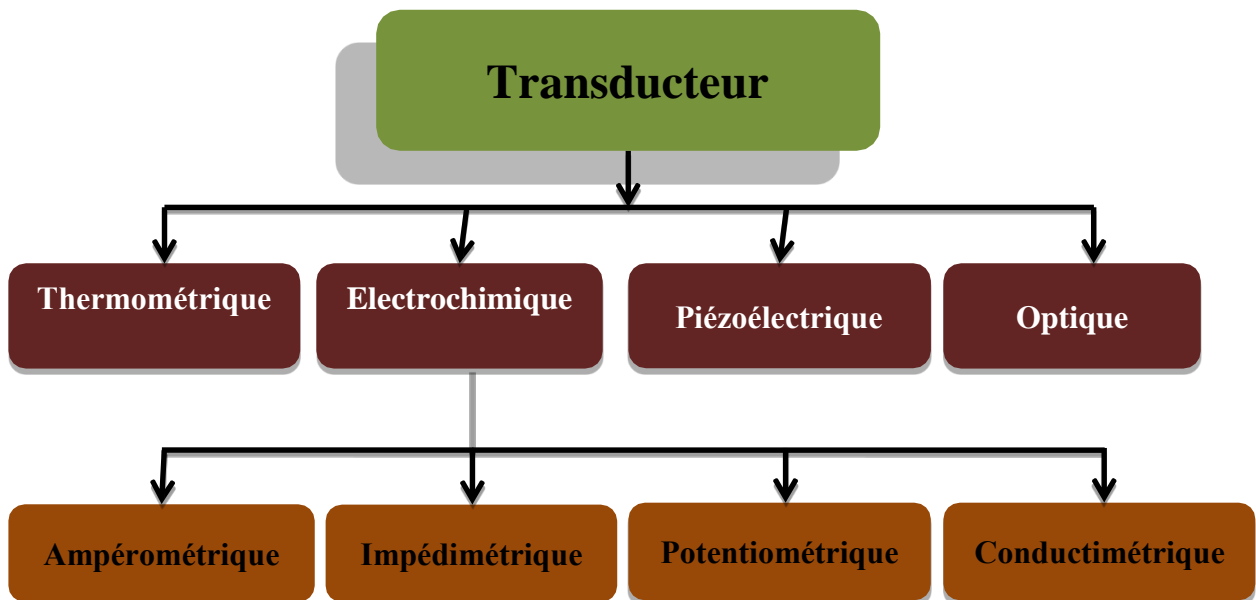 Transducteur
Thermométrique
Electrochimique
Piézoélectrique
Optique
Ampérométrique
Impédimétrique
Potentiométrique
Conductimétrique